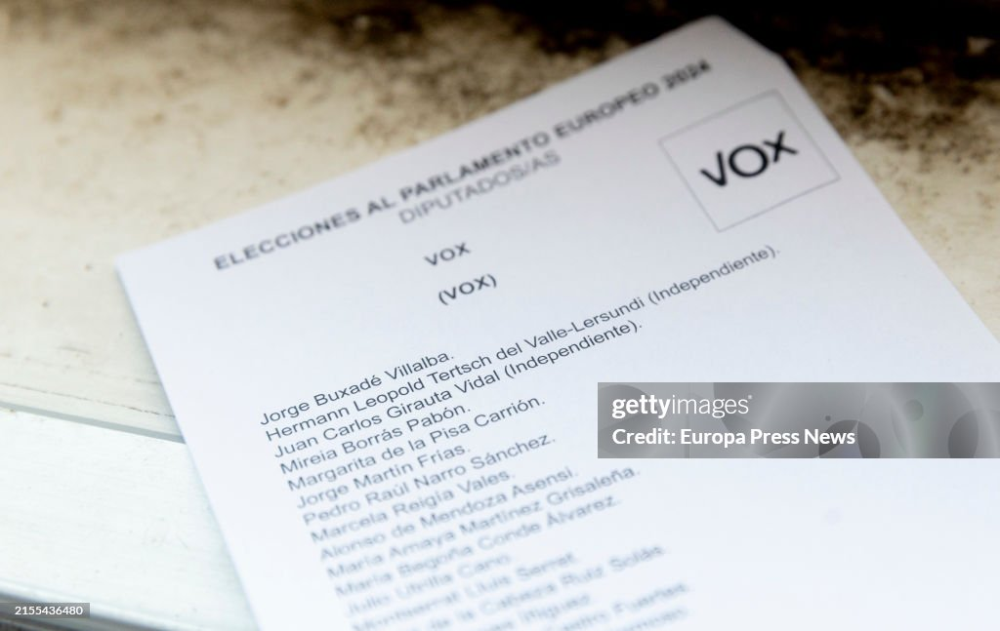 ELECCIONES AL PARLAMENTO EUROPEO 2024
DIPUTADOS/AS
VOX
VOX
(VOX)
Jorge Buxadé Villalba.
Hermann Leopold Tertsch del Valle-Lersundi (Independiente).
Juan Carlos Girauta Vidal (Independiente).
Mireia Borrás Pabón.
Margarita de la Pisa Carrión.
Jorge Martín Frías.
Pedro Raúl Narro Sánchez.
Marcela Reigía Vales.
Alonso de Mendoza Asensi.
María Amaya Martínez Grisaleña.
María Begoña Conde Álvarez.
Julio Utrilla Cano.
Montserrat Lluis Serret.
de la Cabeza Ruiz Solás.
Iñiguez
Castro Fuertes.
gettyimages
Credit: Europa Press News
2155436480